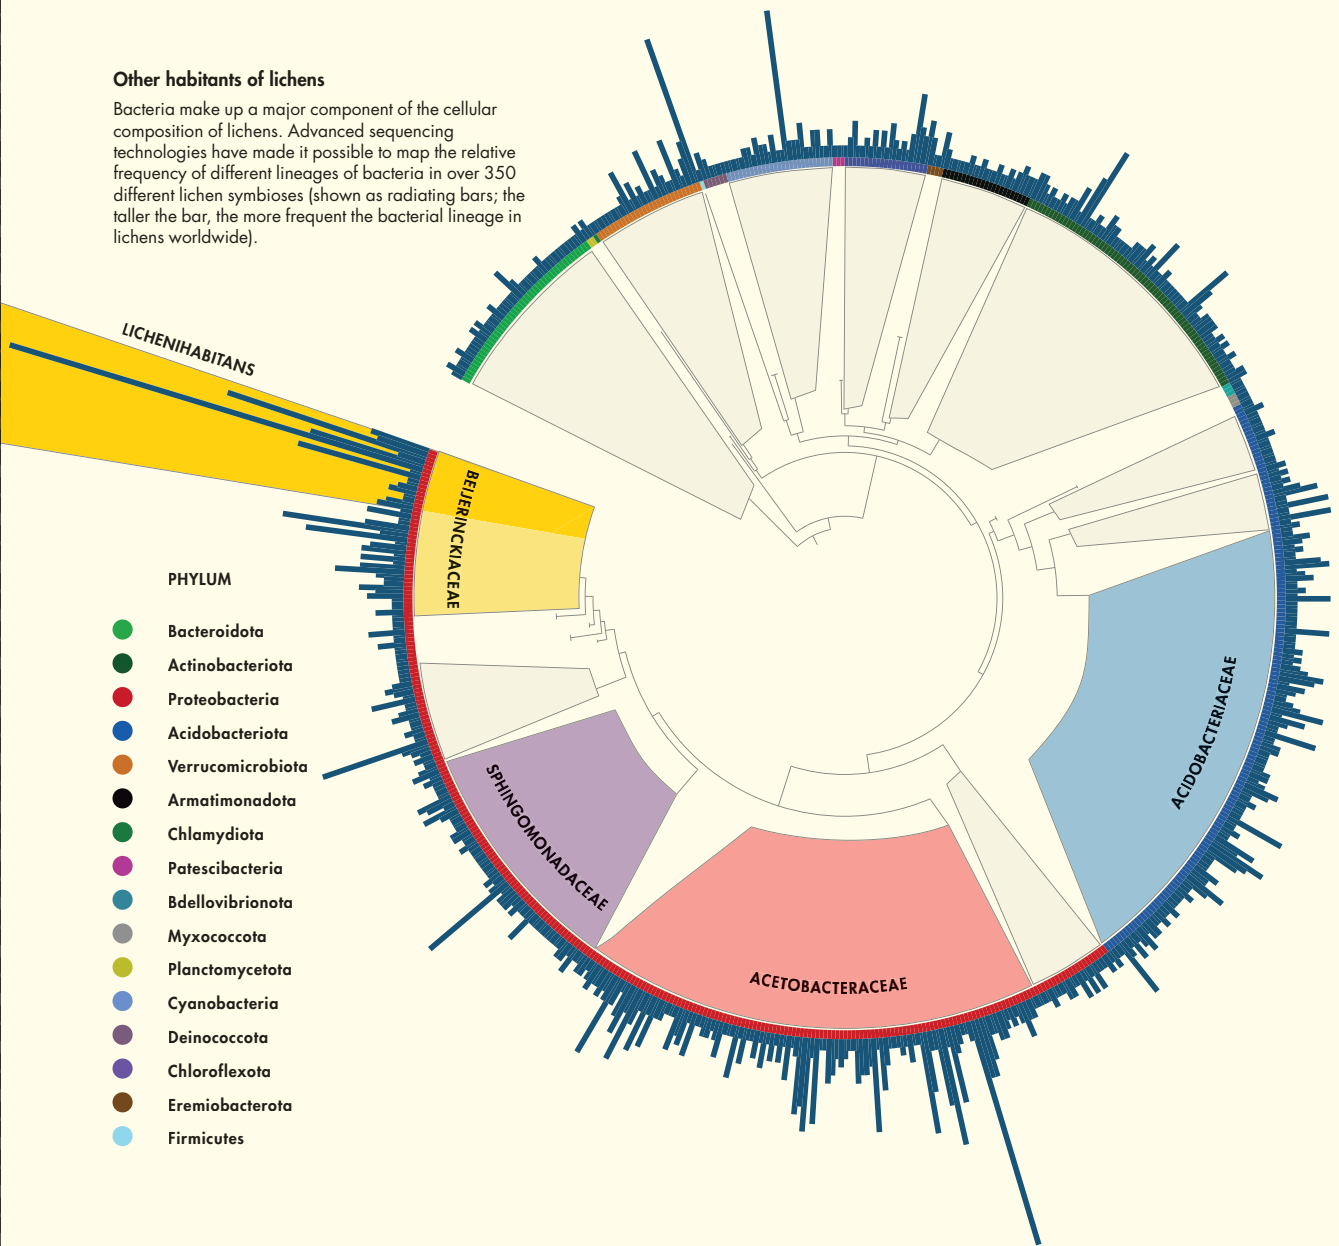 Other habitants of lichens
Bacteria make up a major component of the cellular
composition of lichens. Advanced sequencing
technologies have made it possible to map the relative
frequency of different lineages of bacteria in over 350
different lichen symbioses (shown as radiating bars; the
taller the bar, the more frequent the bacterial lineage in
lichens worldwide).
LICHENIHABITANS
BEIJERINCKIACEAE
PHYLUM
Bacteroidota
Actinobacteriota
Proteobacteria
Acidobacteriota
Verrucomicrobiota
Armatimonadota
Chlamydiota
Patescibacteria
Bdellovibrionota
Myxococcota
Planctomycetota
Cyanobacteria
Deinococcota
Chloroflexota
Eremiobacterota
Firmicutes
SPHINGOMONADACEAE
ACETOBACTERACEAE
ACIDOBACTERIACEAE